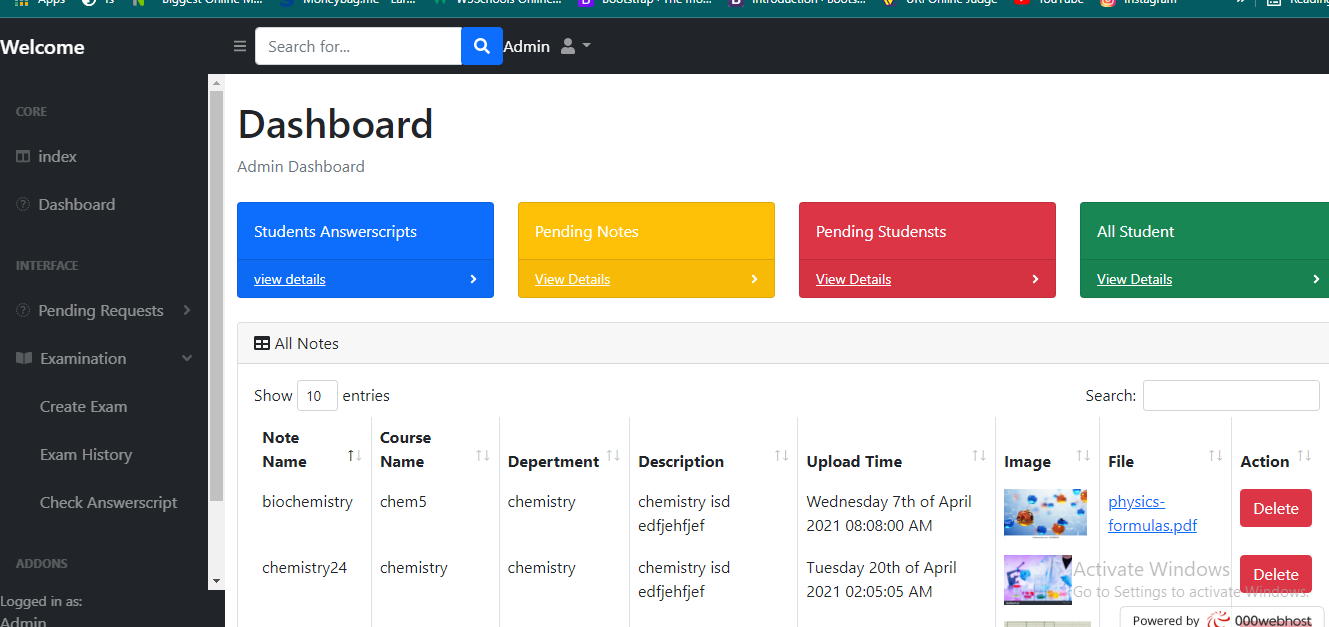 Apps
Is
Biggest Online M...
Moneybag.me - Lar...
W3Schools Online...
Bootstrap · The mo...
Introduction · Boots...
URI Online Judge
YouTube
Instagram
»
Reading
Welcome
Search for...
Admin
CORE
index
Dashboard
INTERFACE
Pending Requests
Examination
Create Exam
Exam History
Check Answerscript
ADDONS
Logged in as:
Admin
Dashboard
Admin Dashboard
Students Answerscripts
view details
Pending Notes
View Details
Pending Studensts
View Details
All Student
View Details
All Notes
Show 10 entries
Search:
Note Name
Course Name
Depertment
Description
Upload Time
Image
File
Action
biochemistry
chem5
chemistry
chemistry isd
edfjehfjef
Wednesday 7th of April
2021 08:08:00 AM
physics-
formulas.pdf
Delete
chemistry24
chemistry
chemistry
chemistry isd
edfjehfjef
Tuesday 20th of April
2021 02:05:05 AM
Delete
Activate Windows
Go to Settings to activate Windows.
Powered by 000webhost